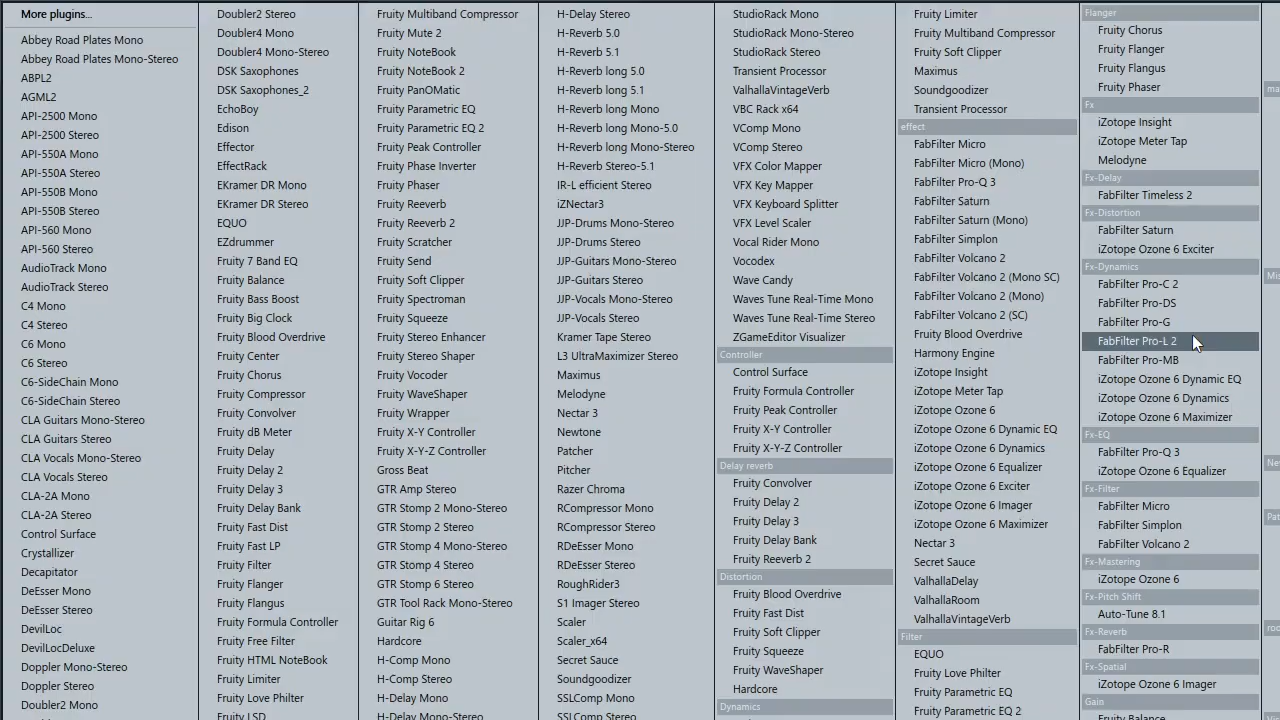 More plugins...
Abbey Road Plates Mono
Abbey Road Plates Mono-Stereo
ABPL2
AGML2
API-2500 Mono
API-2500 Stereo
API-550A Mono
API-550A Stereo
API-550B Mono
API-550B Stereo
API-560 Mono
API-560 Stereo
AudioTrack Mono
AudioTrack Stereo
C4 Mono
C4 Stereo
C6 Mono
C6 Stereo
C6-SideChain Mono
C6-SideChain Stereo
CLA Guitars Mono-Stereo
CLA Guitars Stereo
CLA Vocals Mono-Stereo
CLA Vocals Stereo
CLA-2A Mono
CLA-2A Stereo
Control Surface
Crystallizer
Decapitator
DeEsser Mono
DeEsser Stereo
DevilLoc
DevilLocDeluxe
Doppler Mono-Stereo
Doppler Stereo
Doubler2 Mono
Doubler2 Stereo
Doubler4 Mono
Doubler4 Mono-Stereo
DSK Saxophones
DSK Saxophones_2
EchoBoy
Edison
Effector
EffectRack
EKramer DR Mono
EKramer DR Stereo
EQUO
EZdrummer
Fruity 7 Band EQ
Fruity Balance
Fruity Bass Boost
Fruity Big Clock
Fruity Blood Overdrive
Fruity Center
Fruity Chorus
Fruity Compressor
Fruity Convolver
Fruity dB Meter
Fruity Delay
Fruity Delay 2
Fruity Delay 3
Fruity Delay Bank
Fruity Fast Dist
Fruity Fast LP
Fruity Filter
Fruity Flanger
Fruity Flangus
Fruity Formula Controller
Fruity Free Filter
Fruity HTML NoteBook
Fruity Limiter
Fruity Love Philter
Fruity LSD
Fruity Multiband Compressor
Fruity Mute 2
Fruity NoteBook
Fruity NoteBook 2
Fruity PanOMatic
Fruity Parametric EQ
Fruity Parametric EQ 2
Fruity Peak Controller
Fruity Phase Inverter
Fruity Phaser
Fruity Reeverb
Fruity Reeverb 2
Fruity Scratcher
Fruity Send
Fruity Soft Clipper
Fruity Spectroman
Fruity Squeeze
Fruity Stereo Enhancer
Fruity Stereo Shaper
Fruity Vocoder
Fruity WaveShaper
Fruity Wrapper
Fruity X-Y Controller
Fruity X-Y-Z Controller
Gross Beat
GTR Amp Stereo
GTR Stomp 2 Mono-Stereo
GTR Stomp 2 Stereo
GTR Stomp 4 Mono-Stereo
GTR Stomp 4 Stereo
GTR Stomp 6 Stereo
GTR Tool Rack Mono-Stereo
Guitar Rig 6
Hardcore
H-Comp Mono
H-Comp Stereo
H-Delay Mono
H-Delay Mono-Stereo
H-Delay Stereo
H-Reverb 5.0
H-Reverb 5.1
H-Reverb long 5.0
H-Reverb long 5.1
H-Reverb long Mono
H-Reverb long Mono-5.0
H-Reverb long Mono-Stereo
H-Reverb Stereo-5.1
IR-L efficient Stereo
iZNectar3
JJP-Drums Mono-Stereo
JJP-Drums Stereo
JJP-Guitars Mono-Stereo
JJP-Guitars Stereo
JJP-Vocals Mono-Stereo
JJP-Vocals Stereo
Kramer Tape Stereo
L3 UltraMaximizer Stereo
Maximus
Melodyne
Nectar 3
Newtone
Patcher
Pitcher
Razer Chroma
RCompressor Mono
RCompressor Stereo
RDeEsser Mono
RDeEsser Stereo
RoughRider3
S1 Imager Stereo
Scaler
Scaler_x64
Secret Sauce
Soundgoodizer
SSLComp Mono
SSLComp Stereo
StudioRack Mono
StudioRack Mono-Stereo
StudioRack Stereo
Transient Processor
ValhallaVintageVerb
VBC Rack x64
VComp Mono
VComp Stereo
VFX Color Mapper
VFX Key Mapper
VFX Keyboard Splitter
VFX Level Scaler
Vocal Rider Mono
Vocodex
Wave Candy
Waves Tune Real-Time Mono
Waves Tune Real-Time Stereo
ZGameEditor Visualizer
Controller
Control Surface
Fruity Formula Controller
Fruity Peak Controller
Fruity X-Y Controller
Fruity X-Y-Z Controller
Delay reverb
Fruity Convolver
Fruity Delay 2
Fruity Delay 3
Fruity Delay Bank
Fruity Reeverb 2
Distortion
Fruity Blood Overdrive
Fruity Fast Dist
Fruity Soft Clipper
Fruity Squeeze
Fruity WaveShaper
Hardcore
Dynamics
Fruity Limiter
Fruity Multiband Compressor
Fruity Soft Clipper
Maximus
Soundgoodizer
Transient Processor
effect
FabFilter Micro
FabFilter Micro (Mono)
FabFilter Pro-Q 3
FabFilter Saturn
FabFilter Saturn (Mono)
FabFilter Simplon
FabFilter Volcano 2
FabFilter Volcano 2 (Mono SC)
FabFilter Volcano 2 (Mono)
FabFilter Volcano 2 (SC)
Fruity Blood Overdrive
Harmony Engine
iZotope Insight
iZotope Meter Tap
iZotope Ozone 6
iZotope Ozone 6 Dynamic EQ
iZotope Ozone 6 Dynamics
iZotope Ozone 6 Equalizer
iZotope Ozone 6 Exciter
iZotope Ozone 6 Imager
iZotope Ozone 6 Maximizer
Nectar 3
Secret Sauce
ValhallaDelay
ValhallaRoom
ValhallaVintageVerb
Filter
EQUO
Fruity Love Philter
Fruity Parametric EQ
Fruity Parametric EQ 2
Flanger
Fruity Chorus
Fruity Flanger
Fruity Flangus
Fruity Phaser
Fx
iZotope Insight
iZotope Meter Tap
Melodyne
Fx-Delay
FabFilter Timeless 2
Fx-Distortion
FabFilter Saturn
iZotope Ozone 6 Exciter
Fx-Dynamics
FabFilter Pro-C 2
FabFilter Pro-DS
FabFilter Pro-G
FabFilter Pro-L 2
FabFilter Pro-MB
iZotope Ozone 6 Dynamic EQ
iZotope Ozone 6 Dynamics
iZotope Ozone 6 Maximizer
Fx-EQ
FabFilter Pro-Q 3
iZotope Ozone 6 Equalizer
Fx-Filter
FabFilter Micro
FabFilter Simplon
FabFilter Volcano 2
Fx-Mastering
iZotope Ozone 6
Fx-Pitch Shift
Auto-Tune 8.1
Fx-Reverb
FabFilter Pro-R
Fx-Spatial
iZotope Ozone 6 Imager
Gain
Fruity Balance